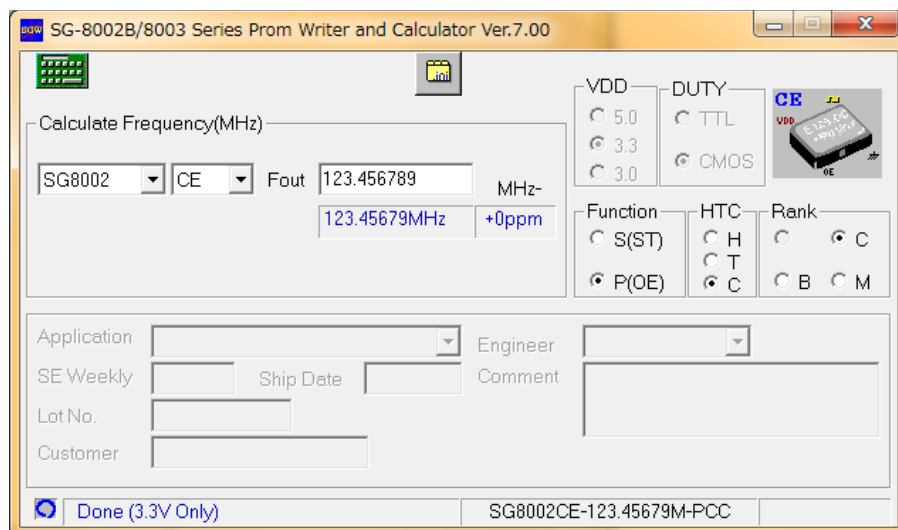 SG-8002B/8003 Series Prom Writer and Calculator Ver.7.00
.ini
Calculate Frequency(MHz)
SG8002 CE Fout 123.456789 MHz-
123.45679MHz +0ppm
VDD
5.0
3.3
3.0
DUTY
TTL
CMOS
CE
VDD
OE
Function
S(ST)
P(OE)
HTC
H
T
C
Rank
C
B M
Application
Engineer
SE Weekly
Ship Date
Comment
Lot No.
Customer
Done (3.3V Only)
SG8002CE-123.45679M-PCC